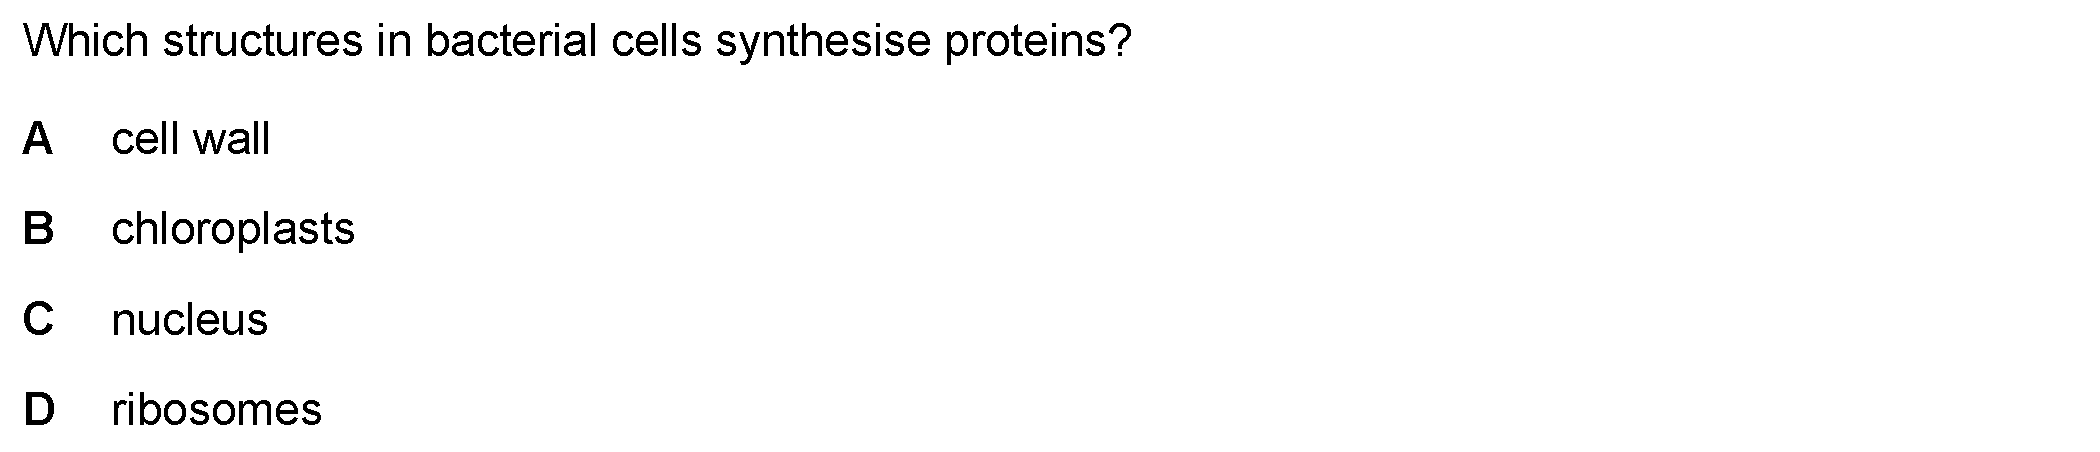 Which structures in bacterial cells synthesise proteins?
A cell wall
B chloroplasts
C nucleus
D ribosomes